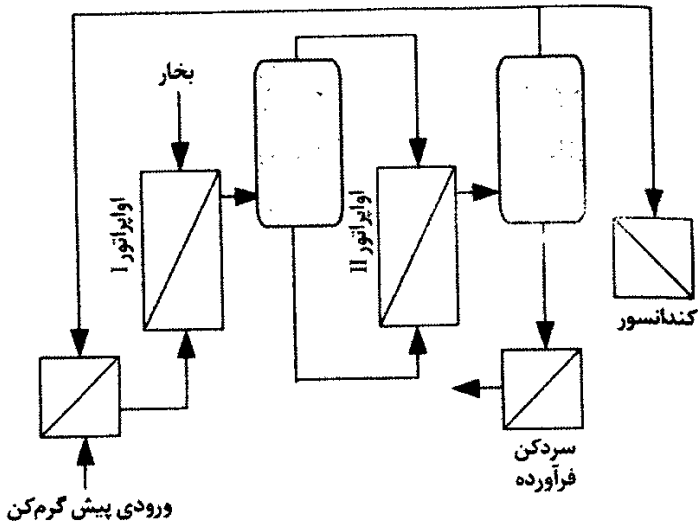 بخار
اواپراتور I
اواپراتور II
کندانسور
سردکن
فرآورده
ورودی پیش گرم‌کن